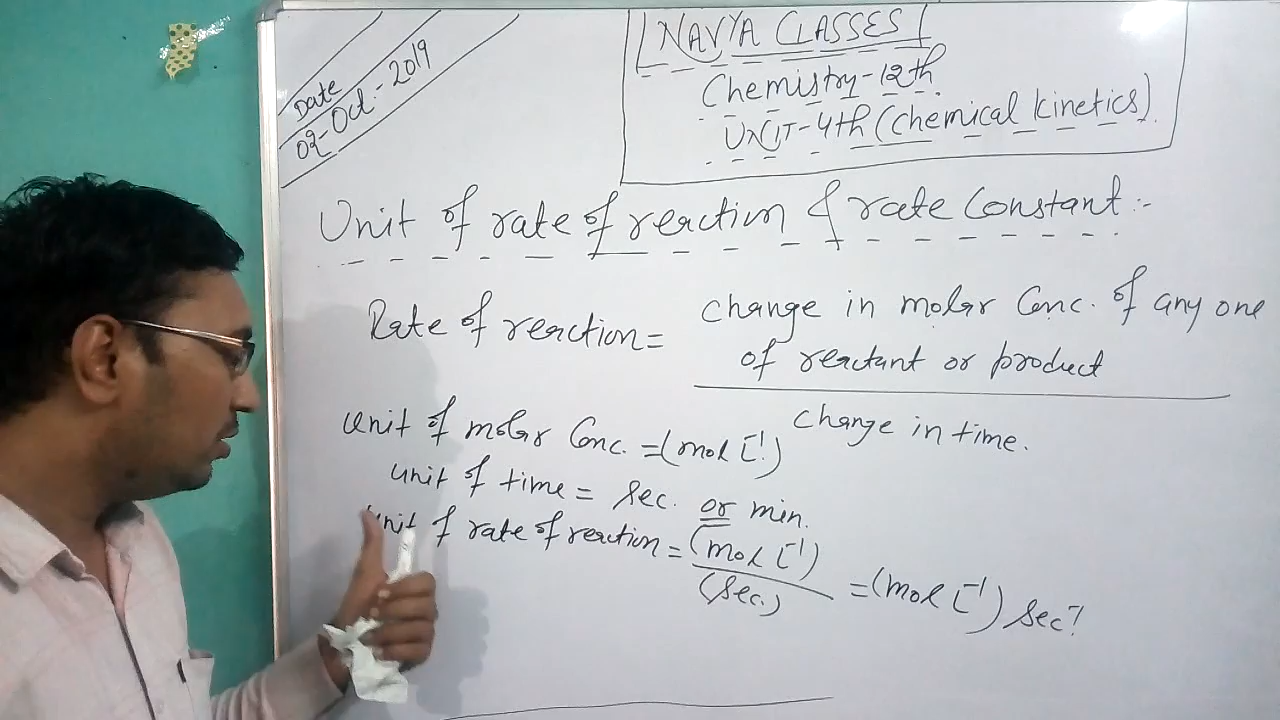 Date
02-Oct.-2019
NAVYA CLASSES
Chemistry-12th
UNIT-4th (Chemical Kinetics)
Unit of rate of reaction & rate Constant :-
Rate of reaction = change in molar Conc. of any one
of reactant or product
change in time.
Unit of molar Conc. = (mol L⁻¹)
unit of time = Sec. or min.
Unit of rate of reaction = (mol L⁻¹) = (mol L⁻¹) Sec⁻¹
(Sec.)